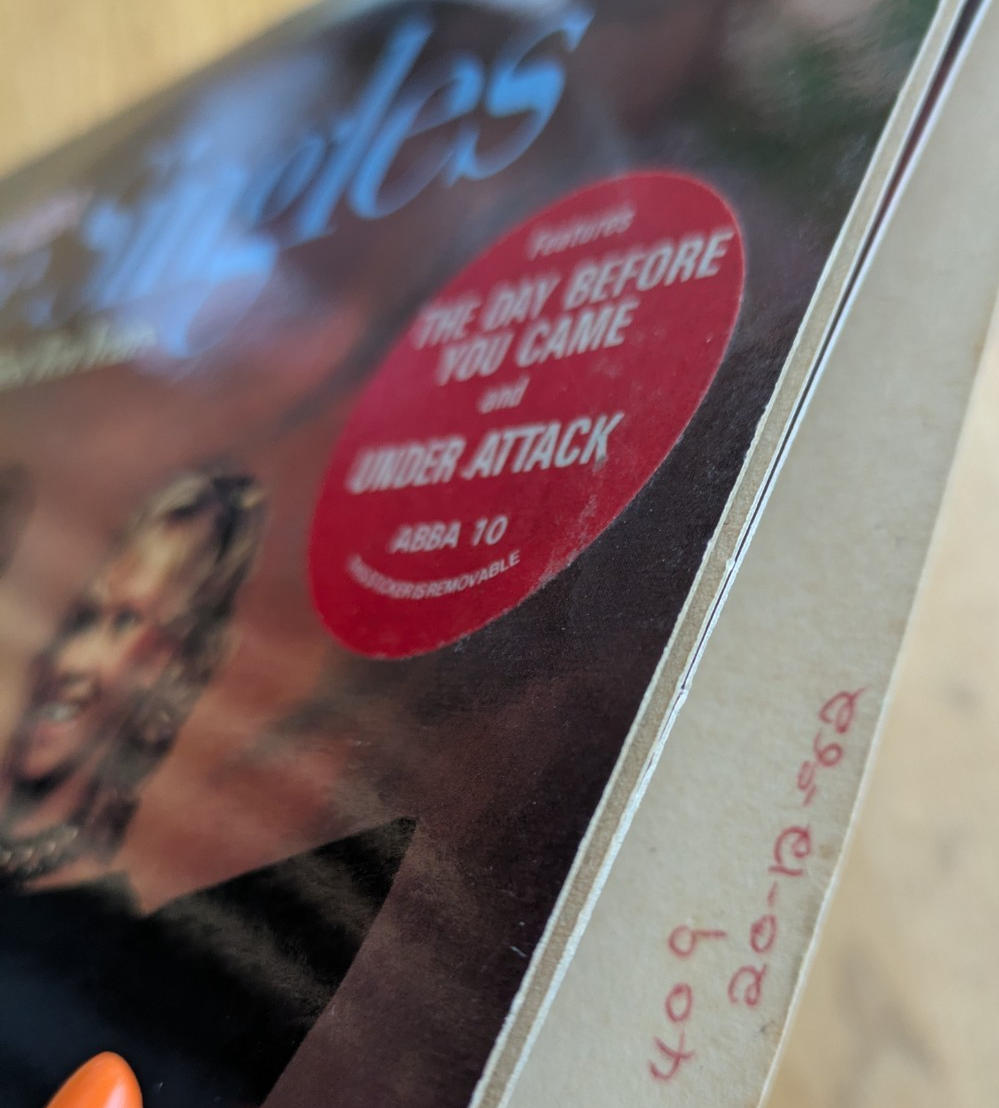 Singles
Features
THE DAY BEFORE
YOU CAME
and
UNDER ATTACK
ABBA 10
THIS STICKER IS REMOVABLE
409
20-12-'82